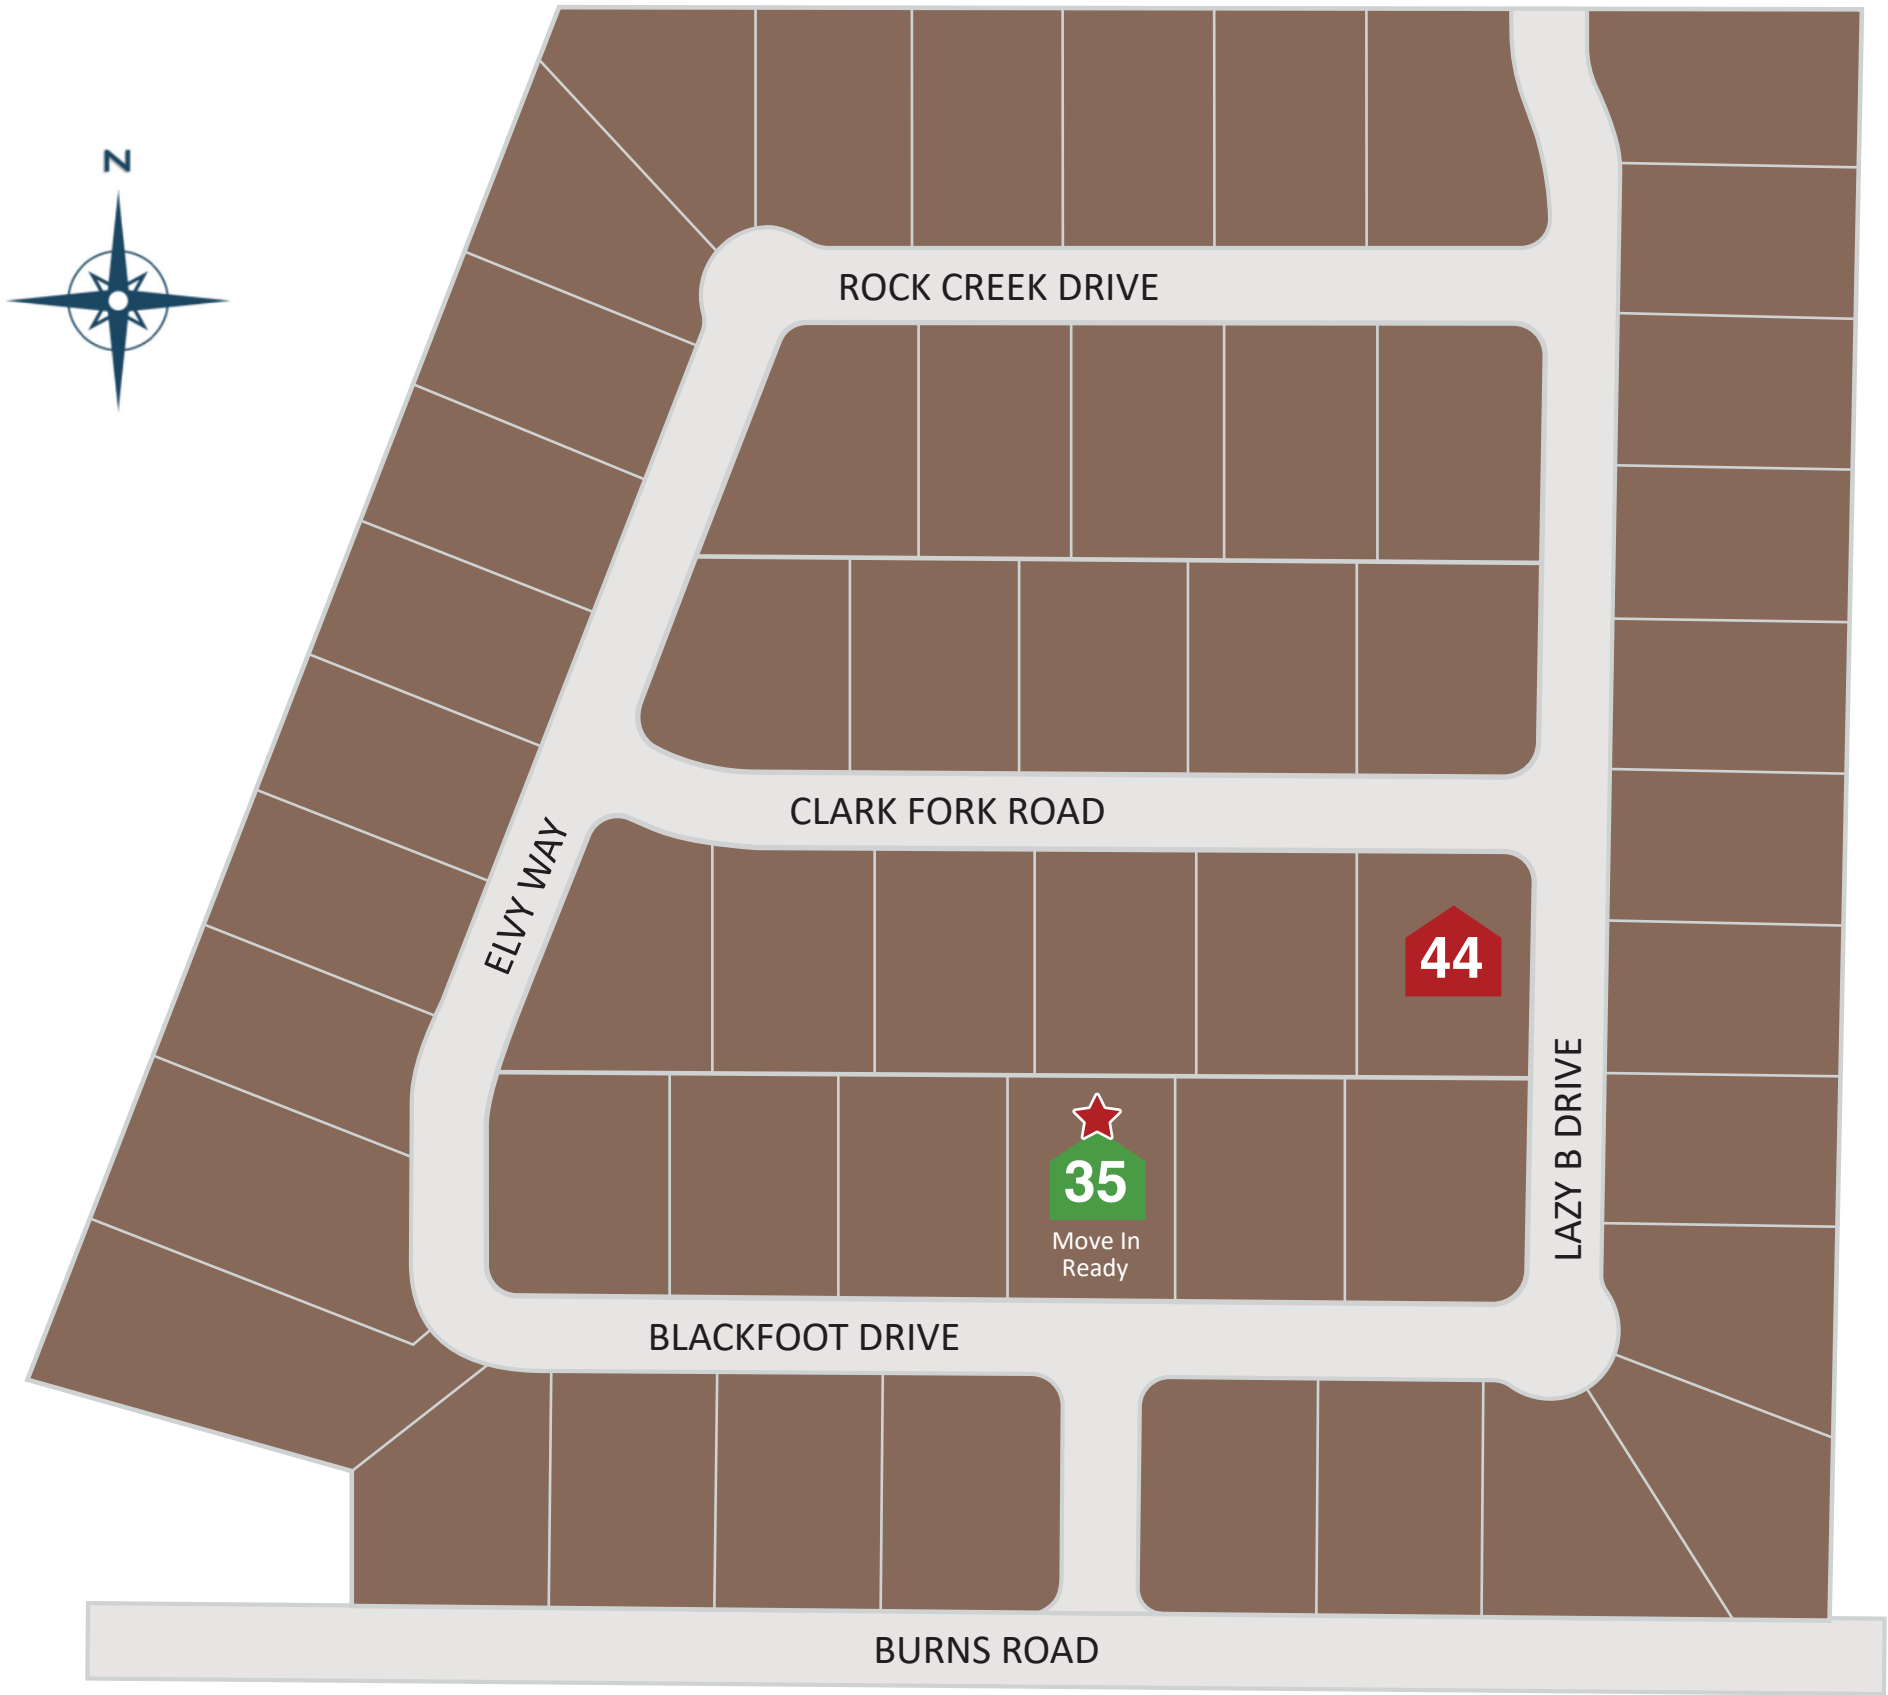 N
ROCK CREEK DRIVE
CLARK FORK ROAD
ELVY WAY
44
LAZY B DRIVE
35
Move In
Ready
BLACKFOOT DRIVE
BURNS ROAD